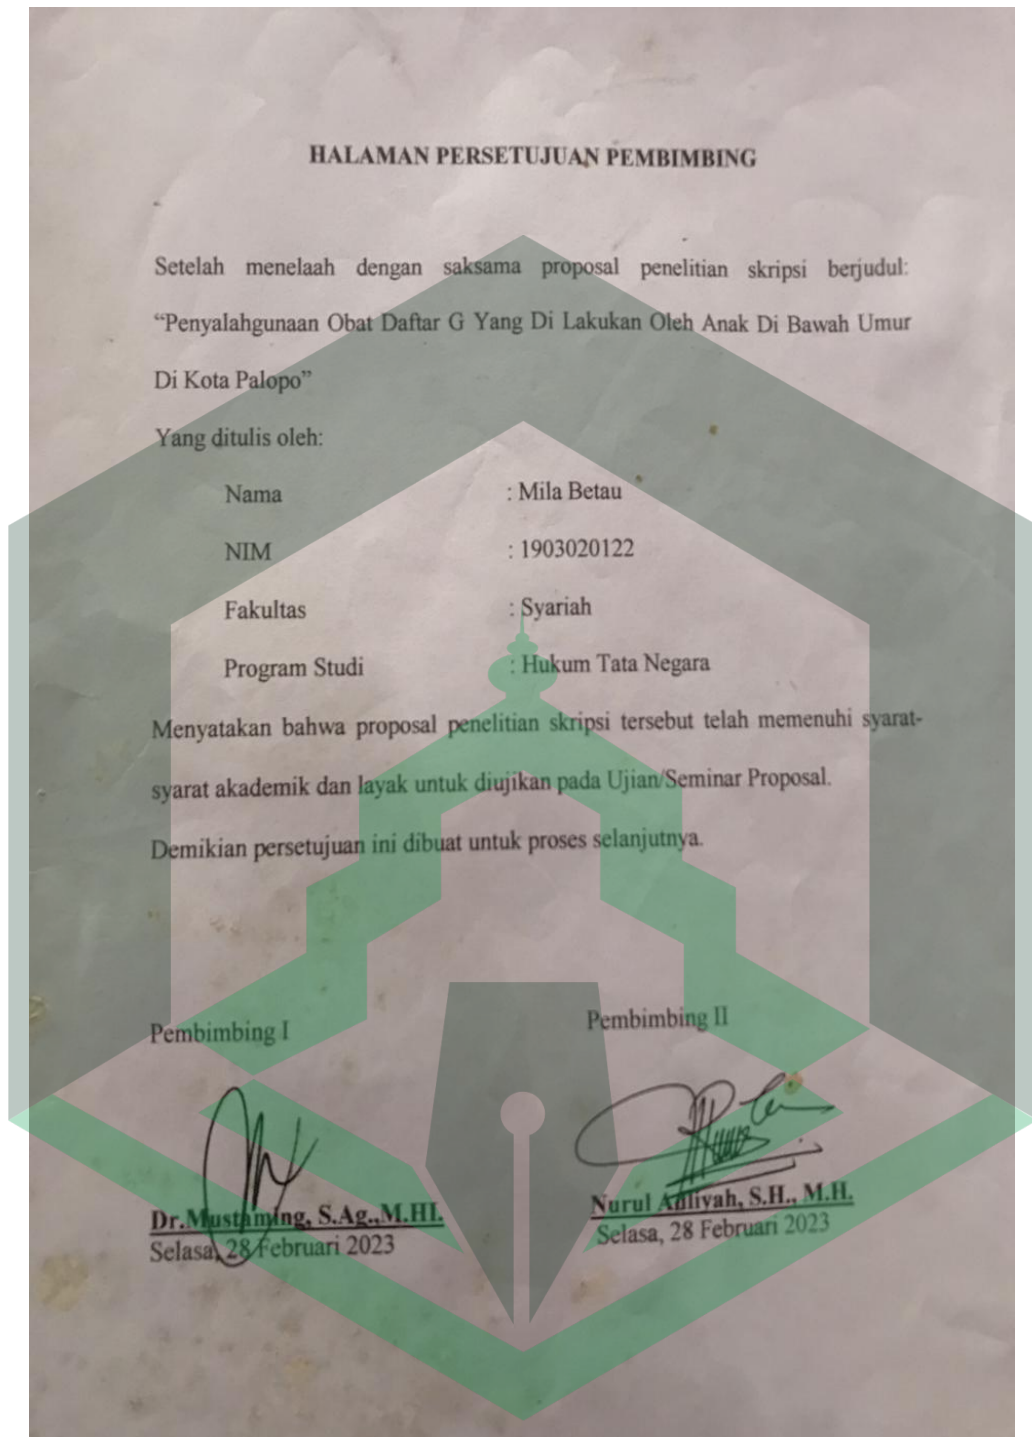 HALAMAN PERSETUJUAN PEMBIMBING
Setelah menelaah dengan saksama proposal penelitian skripsi berjudul:
“Penyalahgunaan Obat Daftar G Yang Di Lakukan Oleh Anak Di Bawah Umur
Di Kota Palopo”
Yang ditulis oleh:
Nama : Mila Betau
NIM : 1903020122
Fakultas : Syariah
Program Studi : Hukum Tata Negara
Menyatakan bahwa proposal penelitian skripsi tersebut telah memenuhi syarat-
syarat akademik dan layak untuk diujikan pada Ujian/Seminar Proposal.
Demikian persetujuan ini dibuat untuk proses selanjutnya.
Pembimbing I
Pembimbing II
Dr.Mustaming, S.Ag.,M.HI.
Selasa, 28 Februari 2023
Nurul Adliyah, S.H., M.H.
Selasa, 28 Februari 2023